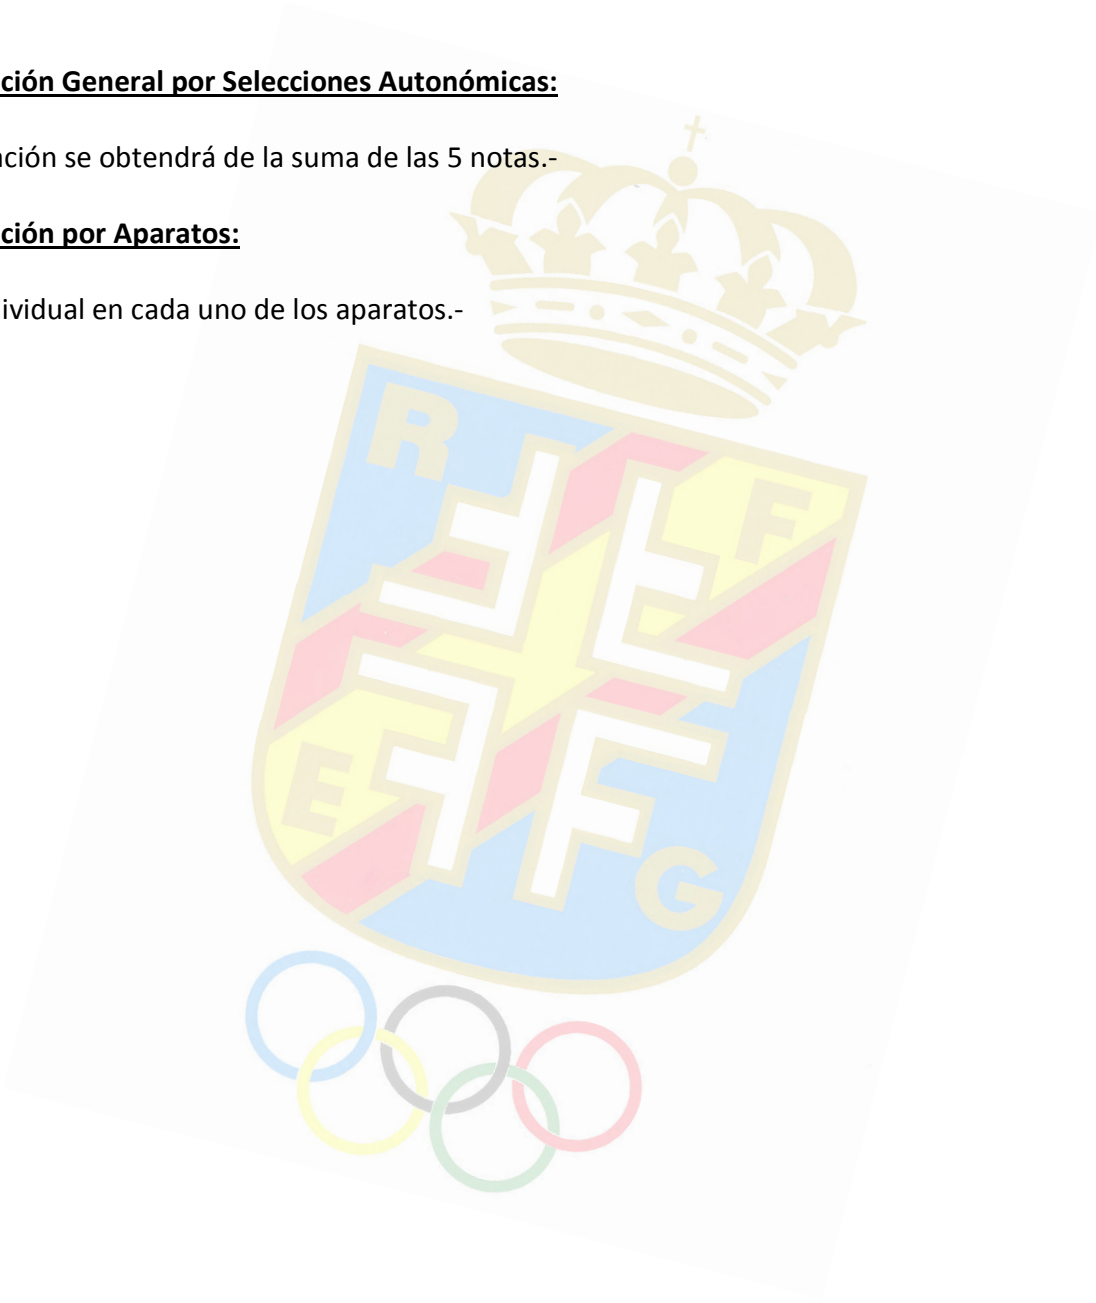 ción General por Selecciones Autonómicas:
ación se obtendrá de la suma de las 5 notas.-
ción por Aparatos:
ividual en cada uno de los aparatos.-
R
F
E
G